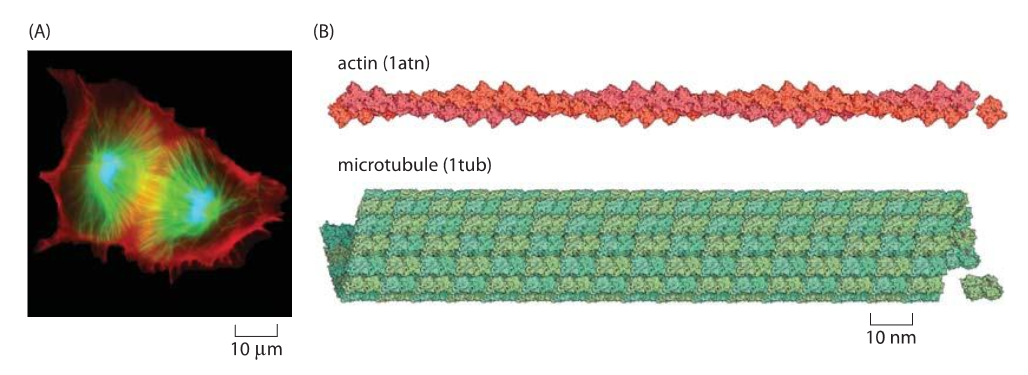 (A)
(B)
actin (1atn)
microtubule (1tub)
10 μm
10 nm